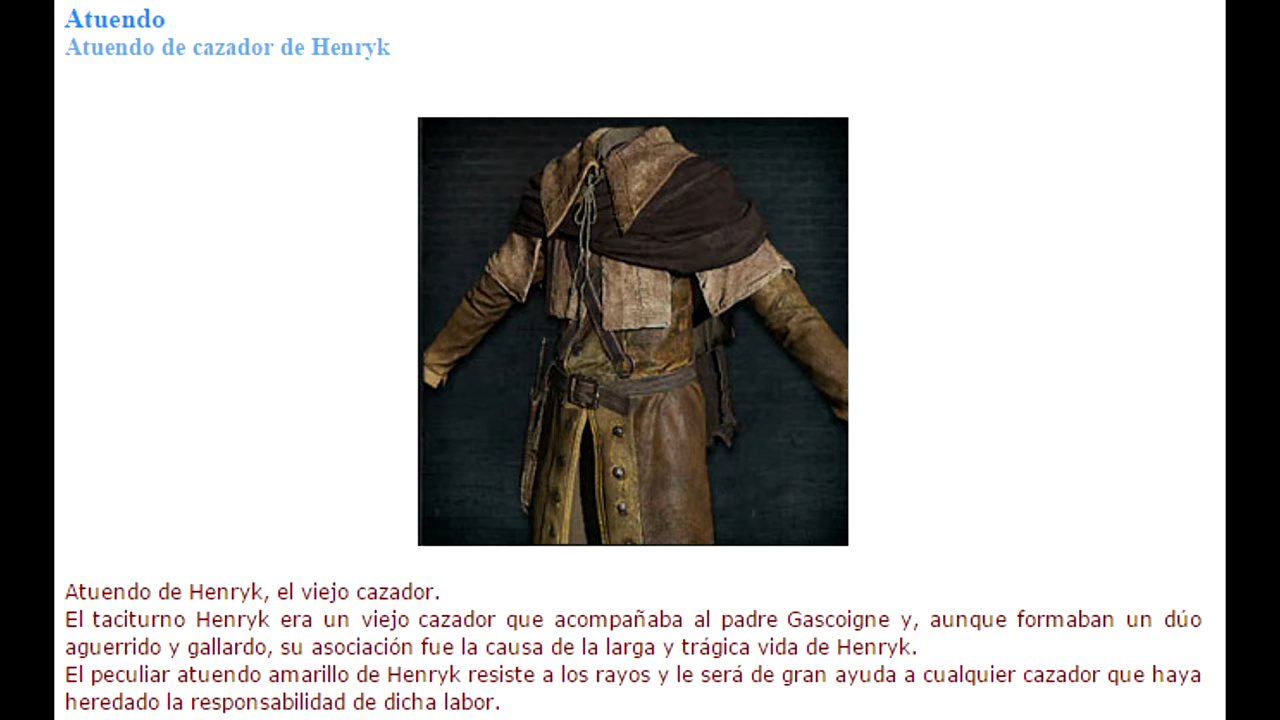 Atuendo
Atuendo de cazador de Henryk
Atuendo de Henryk, el viejo cazador.
El taciturno Henryk era un viejo cazador que acompañaba al padre Gascoigne y, aunque formaban un dúo
aguerrido y gallardo, su asociación fue la causa de la larga y trágica vida de Henryk.
El peculiar atuendo amarillo de Henryk resiste a los rayos y le será de gran ayuda a cualquier cazador que haya
heredado la responsabilidad de dicha labor.